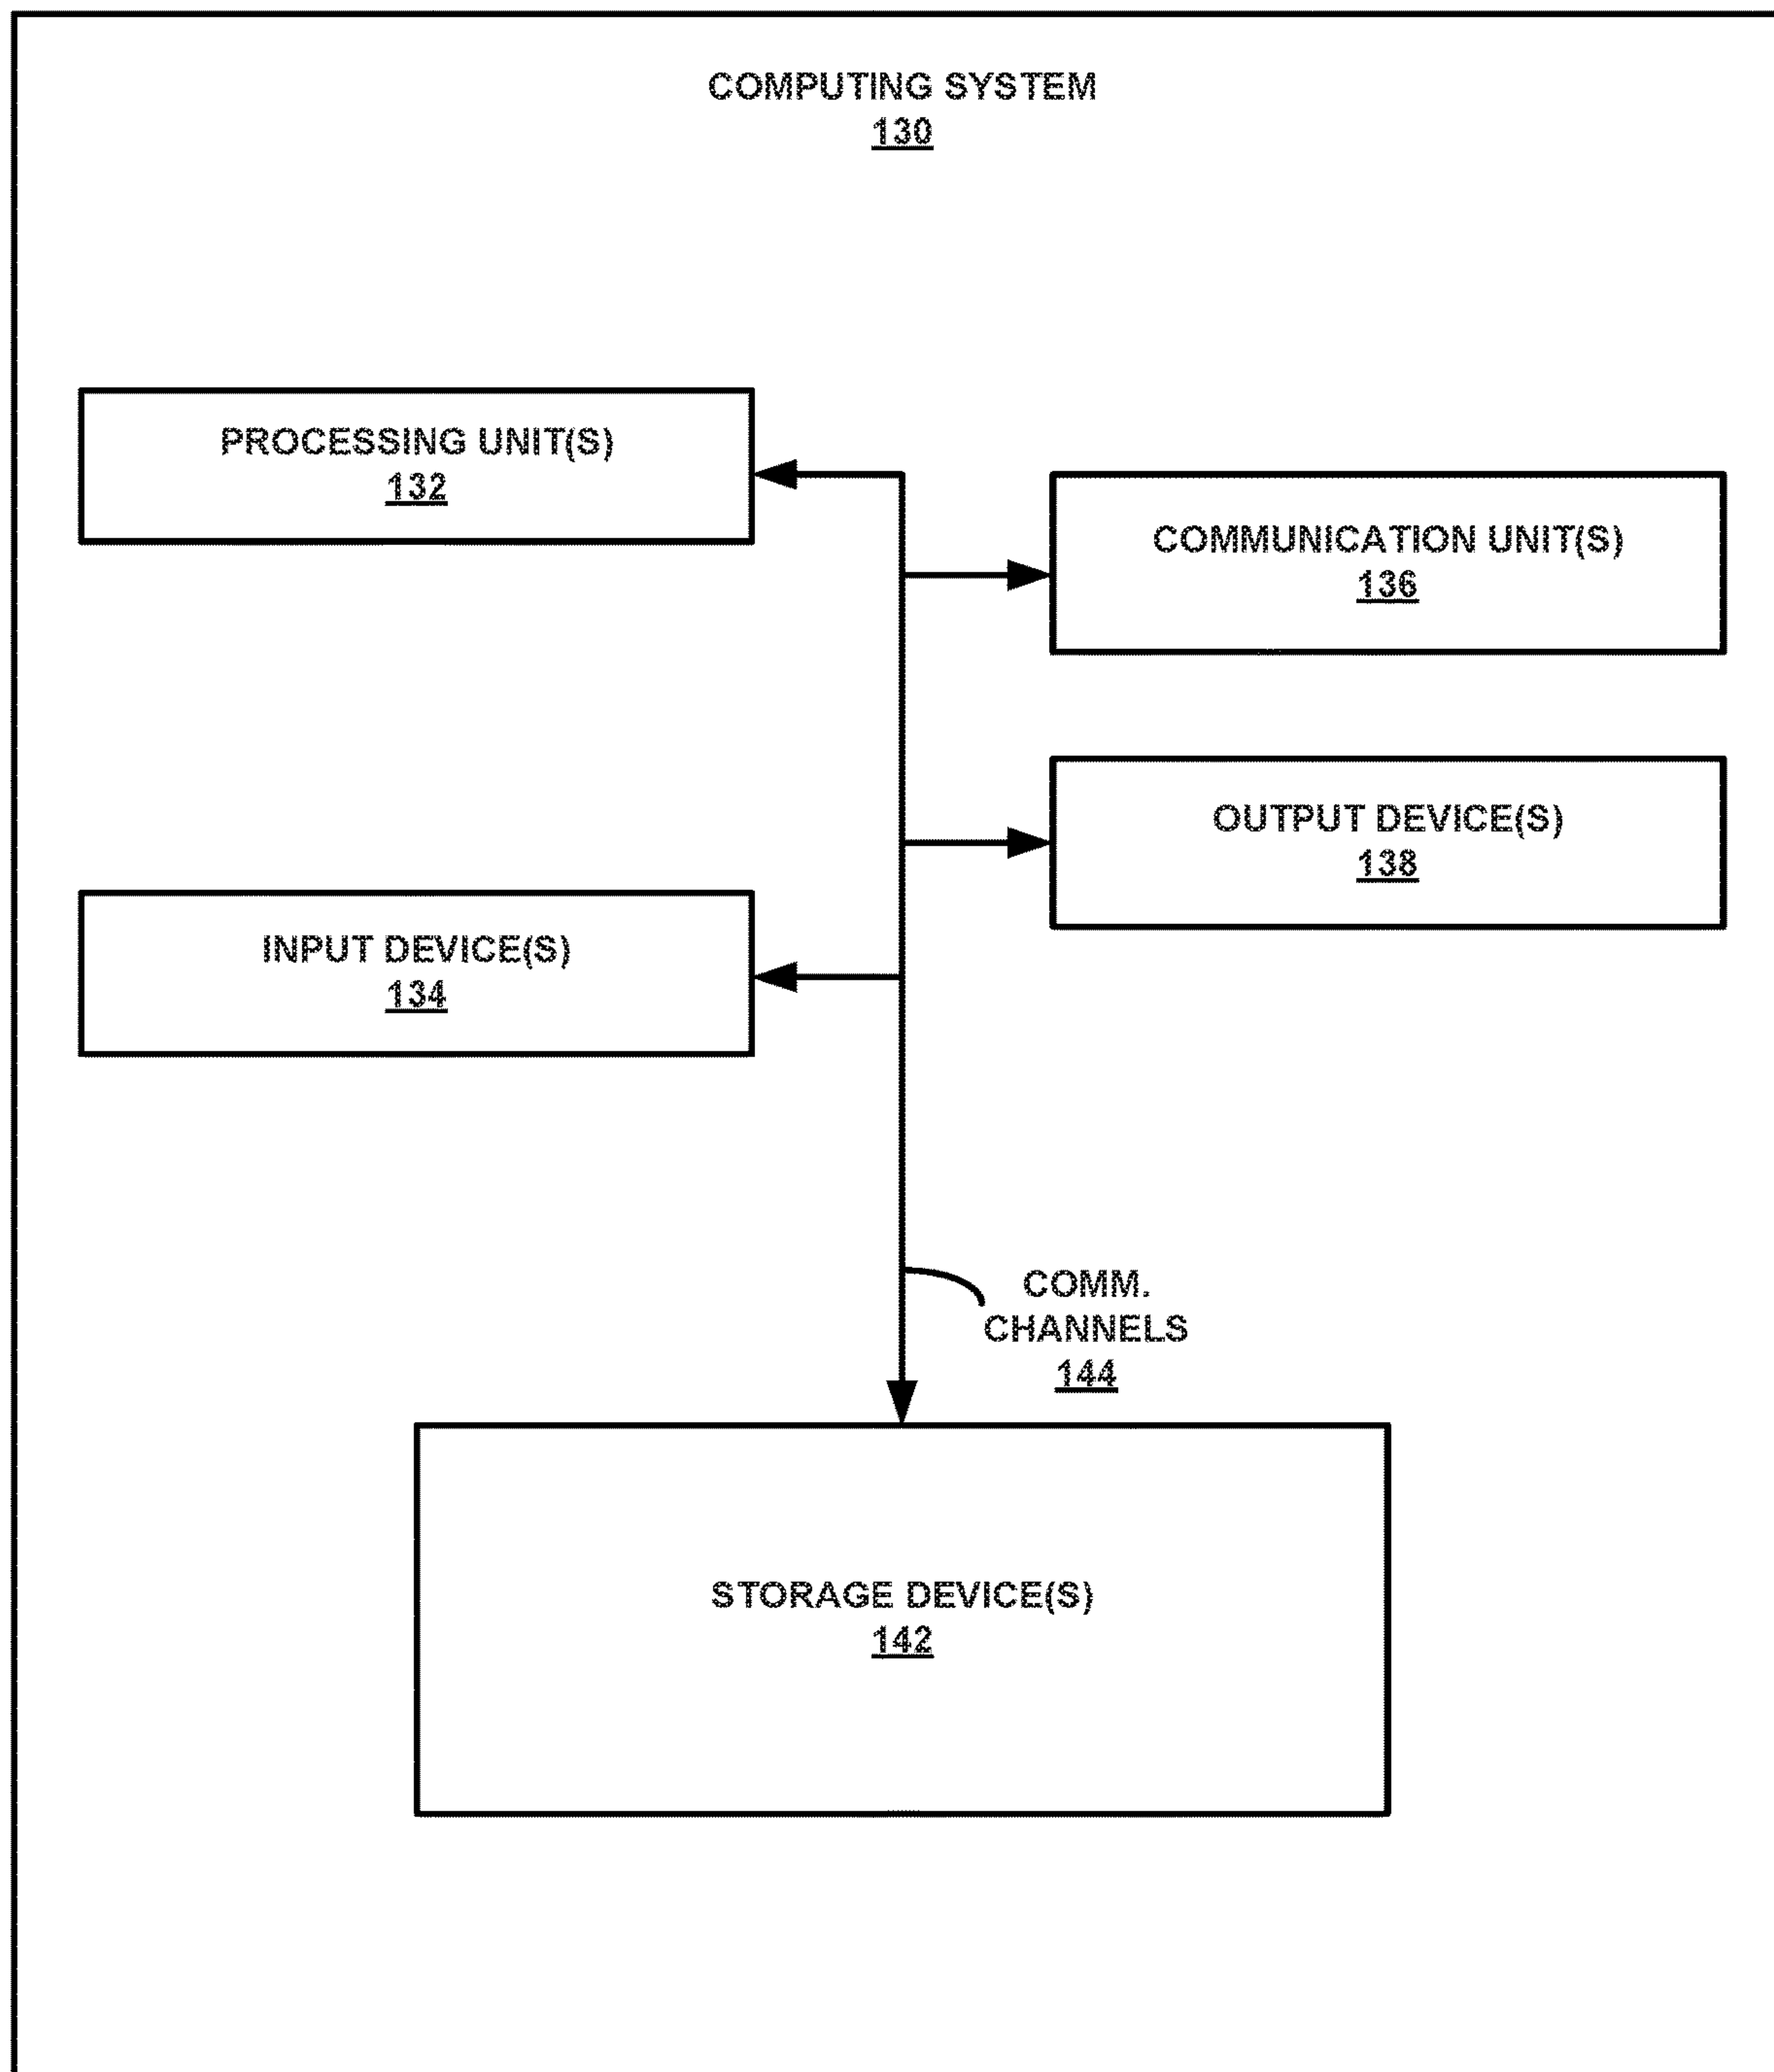 COMPUTING SYSTEM
130
PROCESSING UNIT(S)
132
COMMUNICATION UNIT(S)
136
OUTPUT DEVICE(S)
138
INPUT DEVICE(S)
134
COMM.
CHANNELS
144
STORAGE DEVICE(S)
142